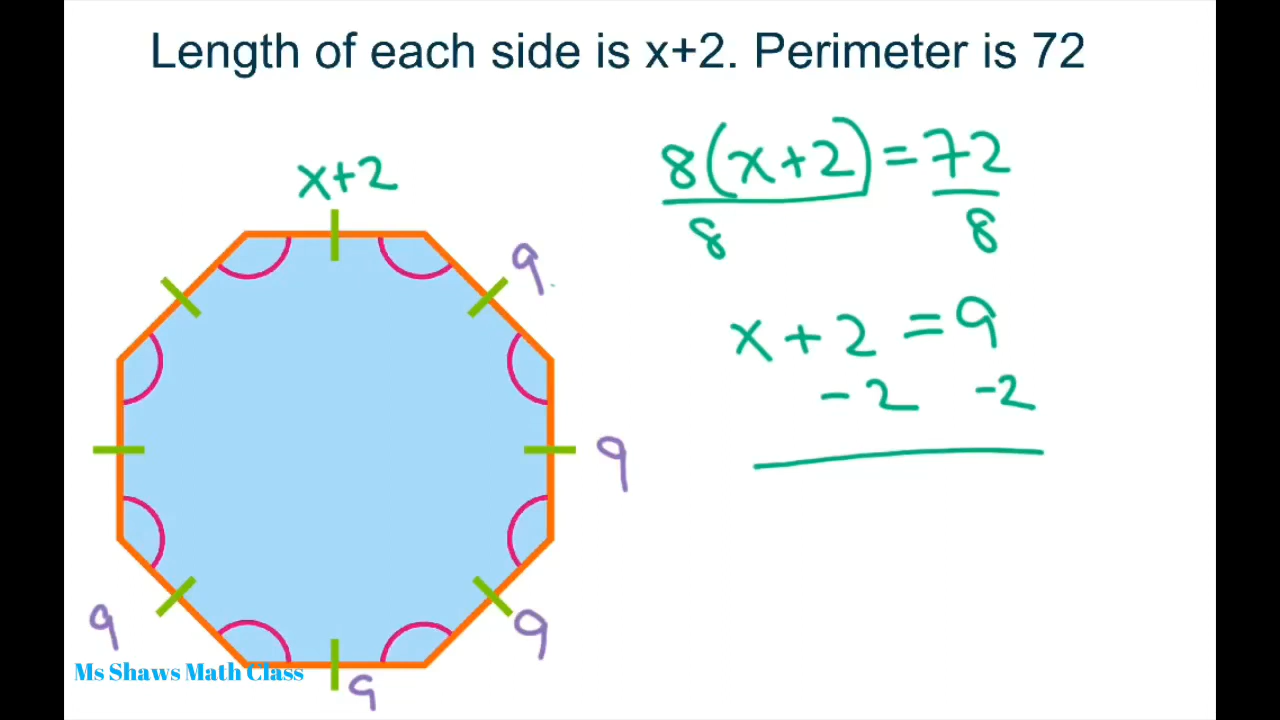 Length of each side is x+2. Perimeter is 72
8(x+2)=72
8 8
x+2
9
x+2=9
-2 -2
9
9
9
9
Ms Shaws Math Class